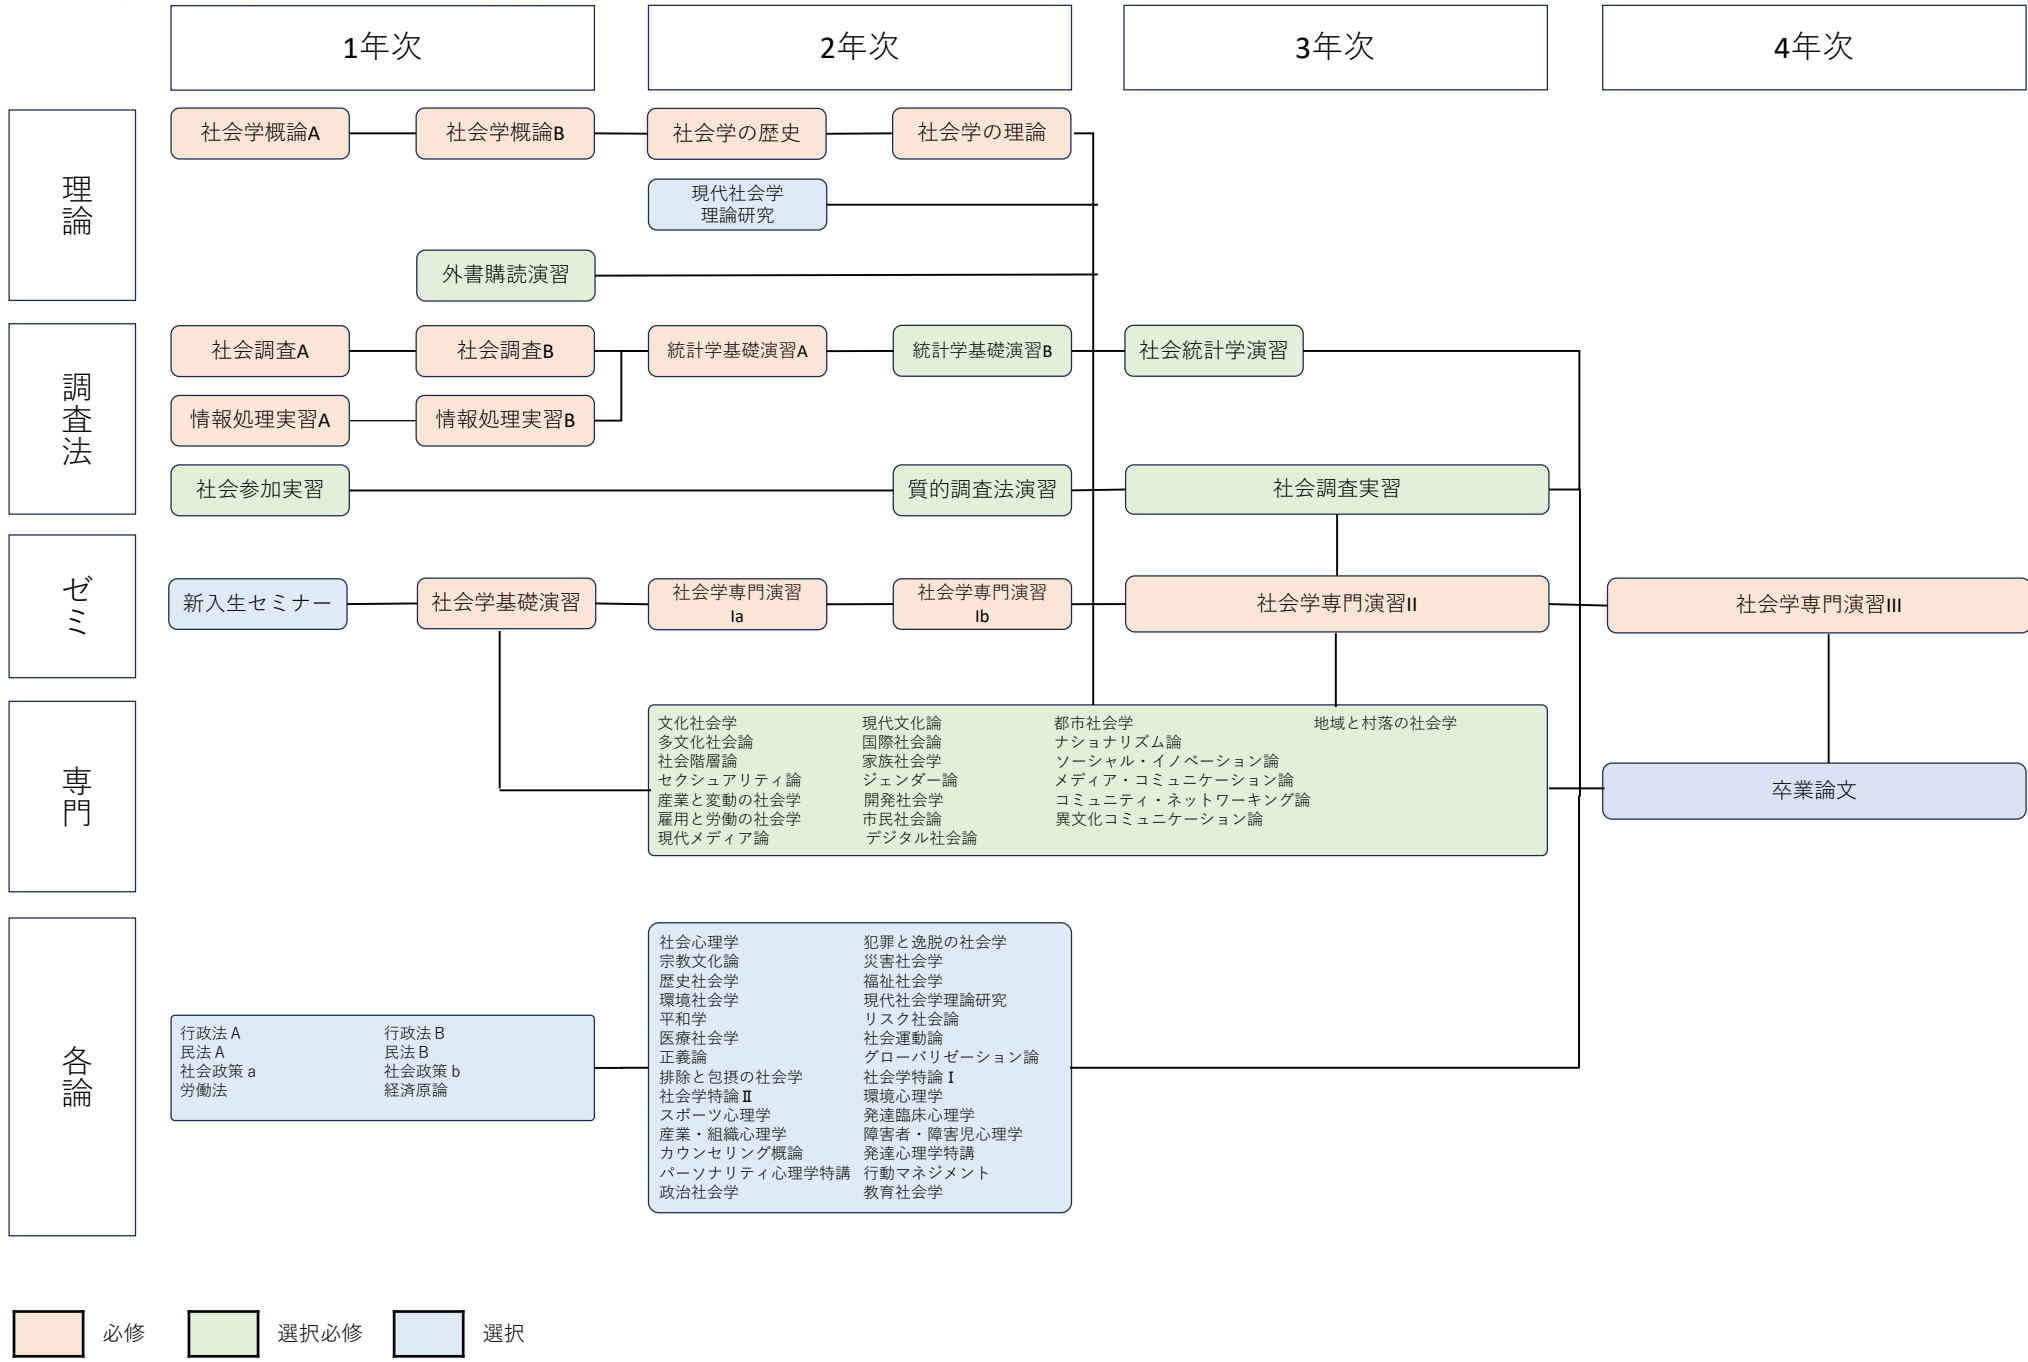 1年次
2年次
3年次
4年次
理論
社会学概論A
社会学概論B
社会学の歴史
社会学の理論
現代社会学
理論研究
外書購読演習
調査法
社会調査A
社会調査B
統計学基礎演習A
統計学基礎演習B
社会統計学演習
情報処理実習A
情報処理実習B
社会参加実習
質的調査法演習
社会調査実習
ゼミ
新入生セミナー
社会学基礎演習
社会学専門演習
Ia
社会学専門演習
Ib
社会学専門演習II
社会学専門演習III
専門
文化社会学
現代文化論
都市社会学
地域と村落の社会学
多文化社会論
国際社会論
ナショナリズム論
社会階層論
家族社会学
ソーシャル・イノベーション論
セクシュアリティ論
ジェンダー論
メディア・コミュニケーション論
産業と変動の社会学
開発社会学
コミュニティ・ネットワーキング論
雇用と労働の社会学
市民社会論
異文化コミュニケーション論
現代メディア論
デジタル社会論
卒業論文
各論
行政法A
行政法B
民法A
民法B
社会政策a
社会政策b
労働法
経済原論
社会心理学
犯罪と逸脱の社会学
宗教文化論
災害社会学
歴史社会学
福祉社会学
環境社会学
現代社会学理論研究
平和学
リスク社会論
医療社会学
社会運動論
正義論
グローバリゼーション論
排除と包摂の社会学
社会学特論Ⅰ
社会学特論Ⅱ
環境心理学
スポーツ心理学
発達臨床心理学
産業・組織心理学
障害者・障害児心理学
カウンセリング概論
発達心理学特講
パーソナリティ心理学特講
行動マネジメント
政治社会学
教育社会学
必修
選択必修
選択